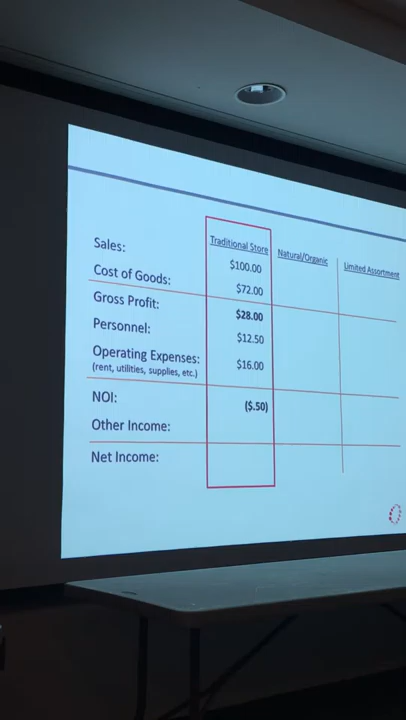 Traditional Store Natural/Organic Limited Assortment
Sales: $100.00
Cost of Goods: $72.00
Gross Profit: $28.00
Personnel: $12.50
Operating Expenses: $16.00
(rent, utilities, supplies, etc.)
NOI: ($.50)
Other Income:
Net Income: